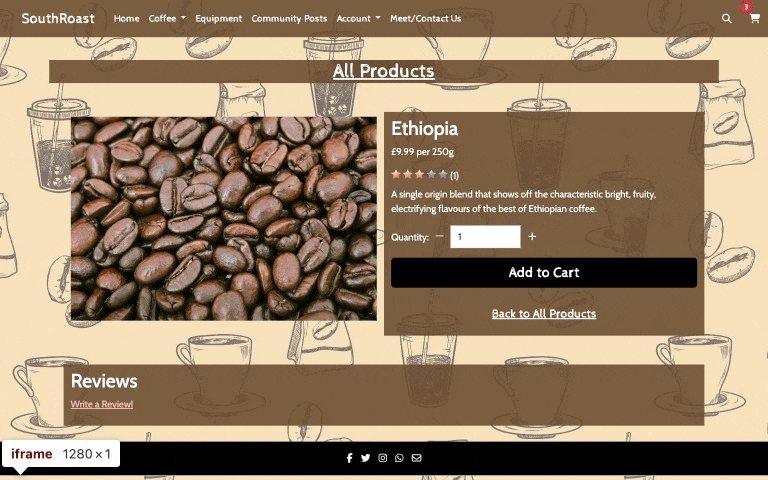 SouthRoast Home Coffee Equipment Community Posts Account Meet/Contact Us
3
All Products
Ethiopia
£9.99 per 250g
(1)
A single origin blend that shows off the characteristic bright, fruity,
electrifying flavours of the best of Ethiopian coffee.
Quantity: − 1 +
Add to Cart
Back to All Products
Reviews
Write a Review!
iframe 1280×1